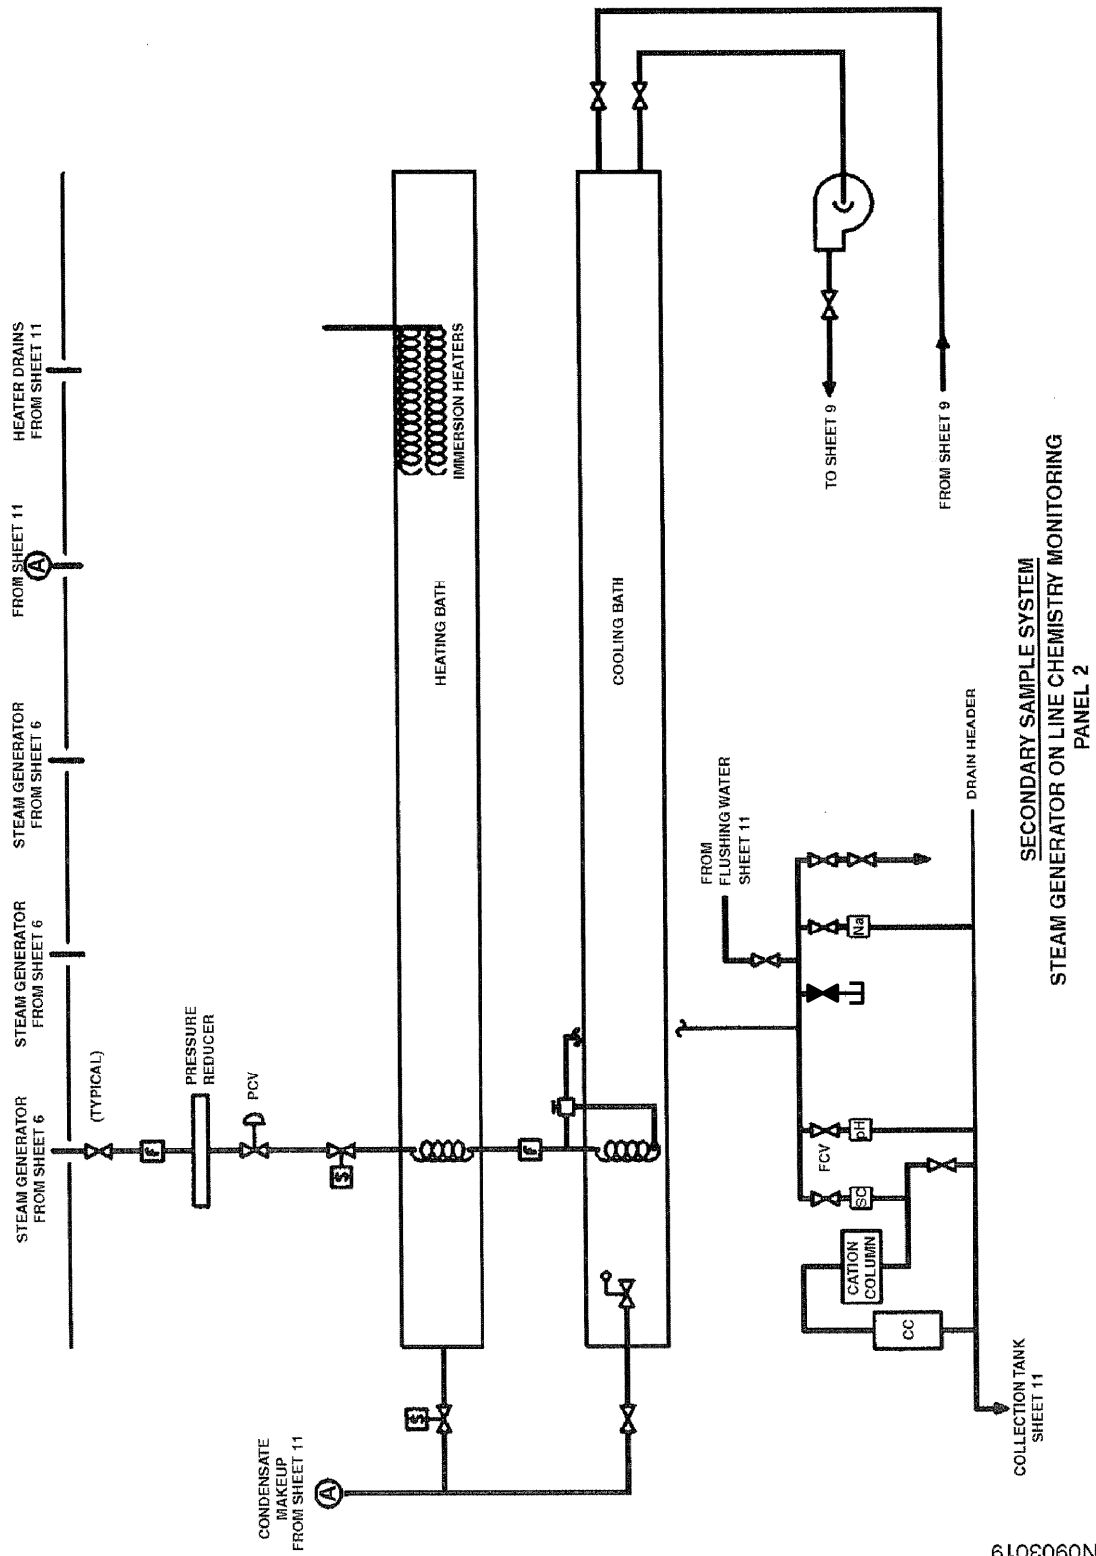 STEAM GENERATOR
FROM SHEET 6
STEAM GENERATOR
FROM SHEET 6
STEAM GENERATOR
FROM SHEET 6
FROM SHEET 11
A
HEATER DRAINS
FROM SHEET 11
(TYPICAL)
F
PRESSURE
REDUCER
PCV
S
HEATING BATH
IMMERSION HEATERS
F
COOLING BATH
CONDENSATE
MAKEUP
FROM SHEET 11
A
S
FROM
FLUSHING WATER
SHEET 11
TO SHEET 9
FROM SHEET 9
FCV
SC
pH
Na
CATION
COLUMN
CC
DRAIN HEADER
COLLECTION TANK
SHEET 11
SECONDARY SAMPLE SYSTEM
STEAM GENERATOR ON LINE CHEMISTRY MONITORING
PANEL 2
N0903019